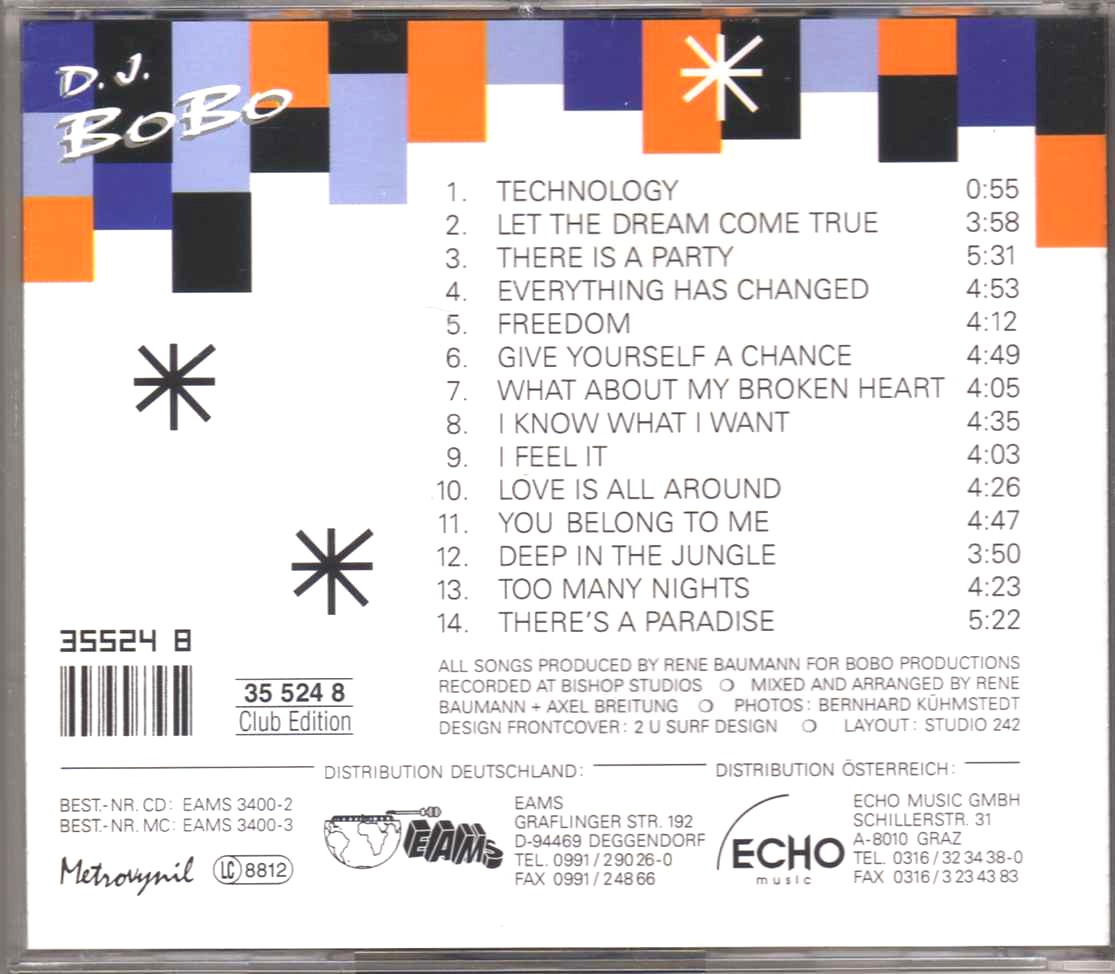 D.J.
BoBo
1. TECHNOLOGY 0:55
2. LET THE DREAM COME TRUE 3:58
3. THERE IS A PARTY 5:31
4. EVERYTHING HAS CHANGED 4:53
5. FREEDOM 4:12
6. GIVE YOURSELF A CHANCE 4:49
7. WHAT ABOUT MY BROKEN HEART 4:05
8. I KNOW WHAT I WANT 4:35
9. I FEEL IT 4:03
10. LOVE IS ALL AROUND 4:26
11. YOU BELONG TO ME 4:47
12. DEEP IN THE JUNGLE 3:50
13. TOO MANY NIGHTS 4:23
14. THERE'S A PARADISE 5:22
35524 8
35 524 8
Club Edition
ALL SONGS PRODUCED BY RENE BAUMANN FOR BOBO PRODUCTIONS
RECORDED AT BISHOP STUDIOS ❍ MIXED AND ARRANGED BY RENE
BAUMANN + AXEL BREITUNG ❍ PHOTOS: BERNHARD KÜHMSTEDT
DESIGN FRONTCOVER: 2 U SURF DESIGN ❍ LAYOUT: STUDIO 242
BEST.-NR. CD: EAMS 3400-2
BEST.-NR. MC: EAMS 3400-3
Metrovynil LC 8812
DISTRIBUTION DEUTSCHLAND:
EAMS
EAMS
GRAFLINGER STR. 192
D-94469 DEGGENDORF
TEL. 0991/29026-0
FAX 0991/24866
DISTRIBUTION ÖSTERREICH:
ECHO
music
ECHO MUSIC GMBH
SCHILLERSTR. 31
A-8010 GRAZ
TEL. 0316/323438-0
FAX 0316/3234383